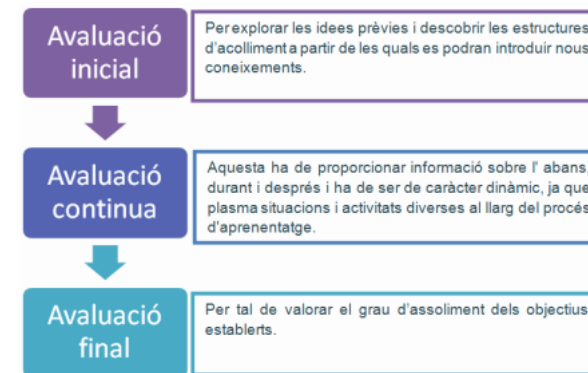 Avaluació
inicial
Per explorar les idees prèvies i descobrir les estructures
d'acolliment a partir de les quals es podran introduir nous
coneixements.
Avaluació
continua
Aquesta ha de proporcionar informació sobre l' abans,
durant i després i ha de ser de caràcter dinàmic, ja que
plasma situacions i activitats diverses al llarg del procés
d'aprenentatge.
Avaluació
final
Per tal de valorar el grau d'assoliment dels objectius
establerts.